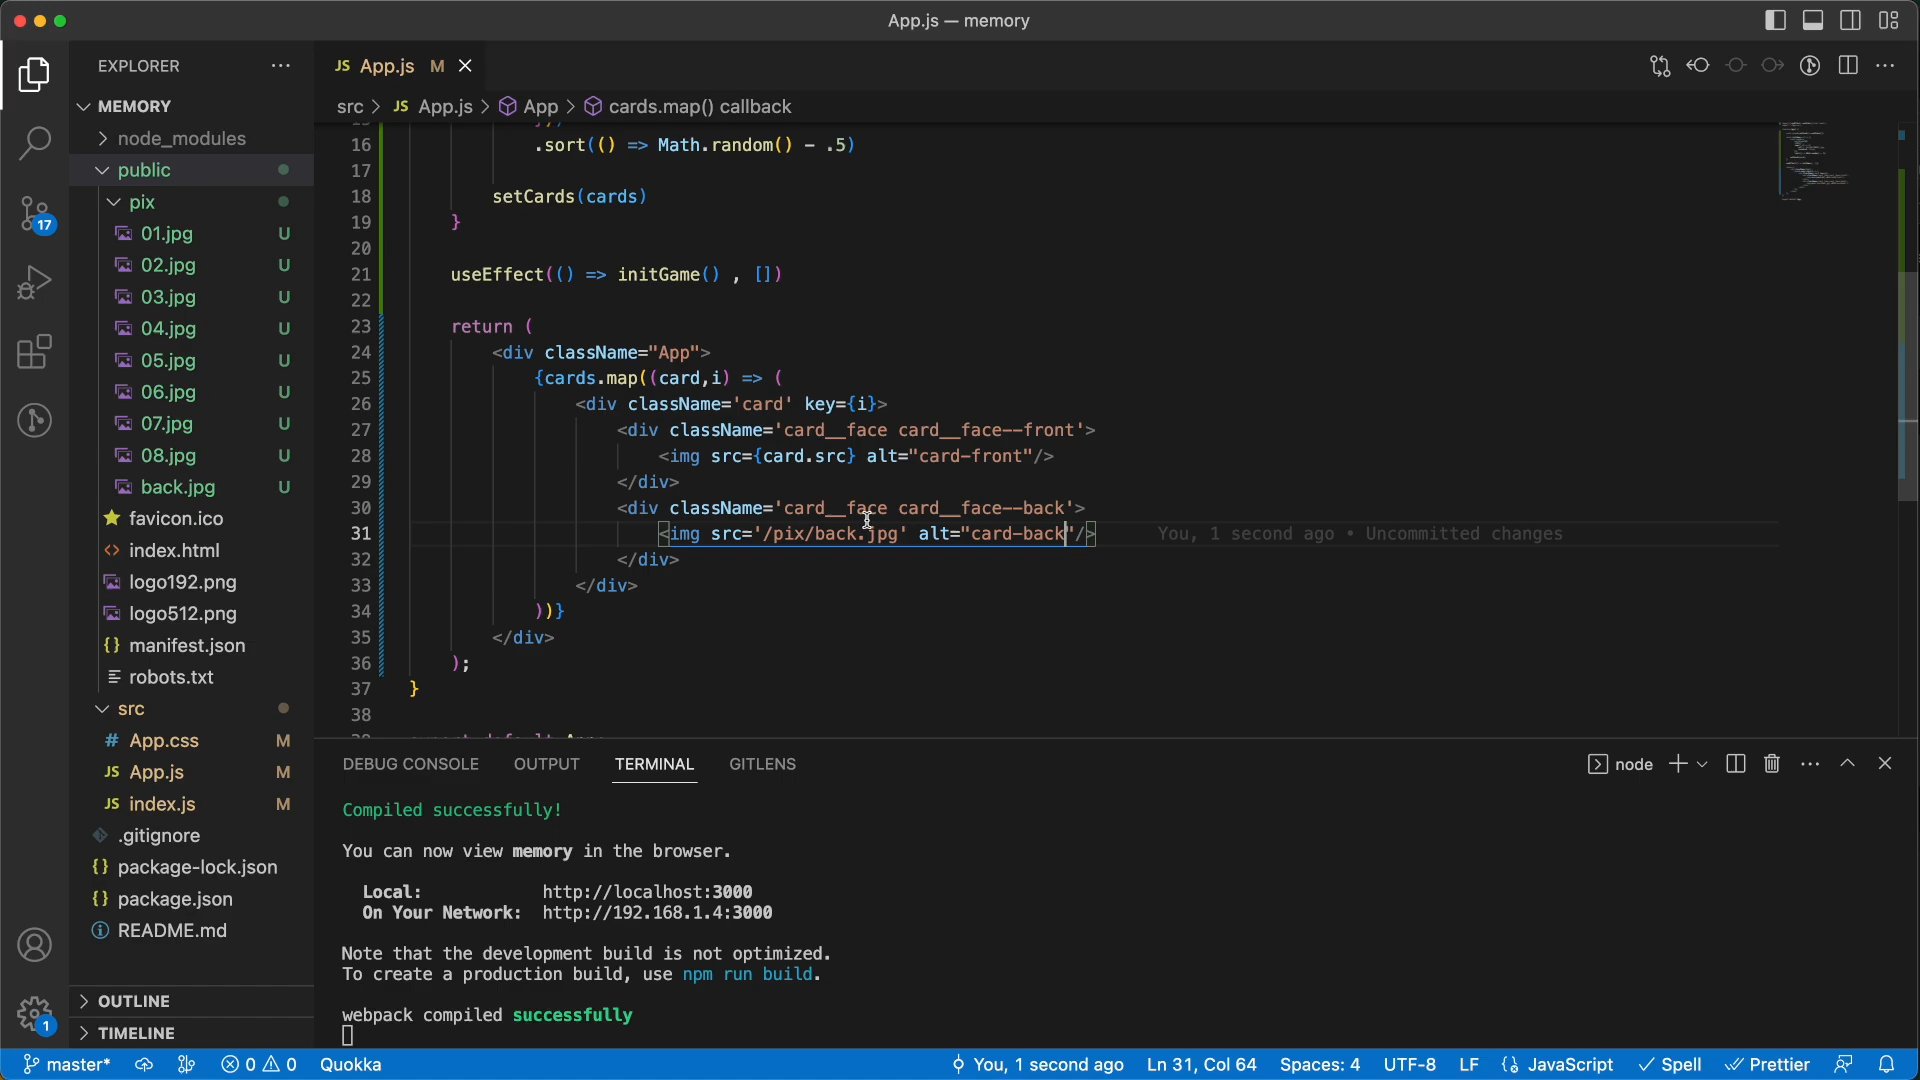 App.js — memory
EXPLORER
MEMORY
node_modules
public
pix
01.jpg U
02.jpg U
03.jpg U
04.jpg U
05.jpg U
06.jpg U
07.jpg U
08.jpg U
back.jpg U
favicon.ico
index.html
logo192.png
logo512.png
manifest.json
robots.txt
src
App.css M
App.js M
index.js M
.gitignore
package-lock.json
package.json
README.md
OUTLINE
TIMELINE
17
1
JS App.js M
src > JS App.js > App > cards.map() callback
16 .sort(() => Math.random() - .5)
17
18 setCards(cards)
19 }
20
21 useEffect(() => initGame() , [])
22
23 return (
24 <div className="App">
25 {cards.map((card,i) => (
26 <div className='card' key={i}>
27 <div className='card__face card__face--front'>
28 <img src={card.src} alt="card-front"/>
29 </div>
30 <div className='card__face card__face--back'>
31 <img src='/pix/back.jpg' alt="card-back"/> You, 1 second ago • Uncommitted changes
32 </div>
33 </div>
34 ))}
35 </div>
36 );
37 }
38
DEBUG CONSOLE OUTPUT TERMINAL GITLENS
node
Compiled successfully!
You can now view memory in the browser.
Local: http://localhost:3000
On Your Network: http://192.168.1.4:3000
Note that the development build is not optimized.
To create a production build, use npm run build.
webpack compiled successfully
master* 0 0 Quokka You, 1 second ago Ln 31, Col 64 Spaces: 4 UTF-8 LF {} JavaScript Spell Prettier